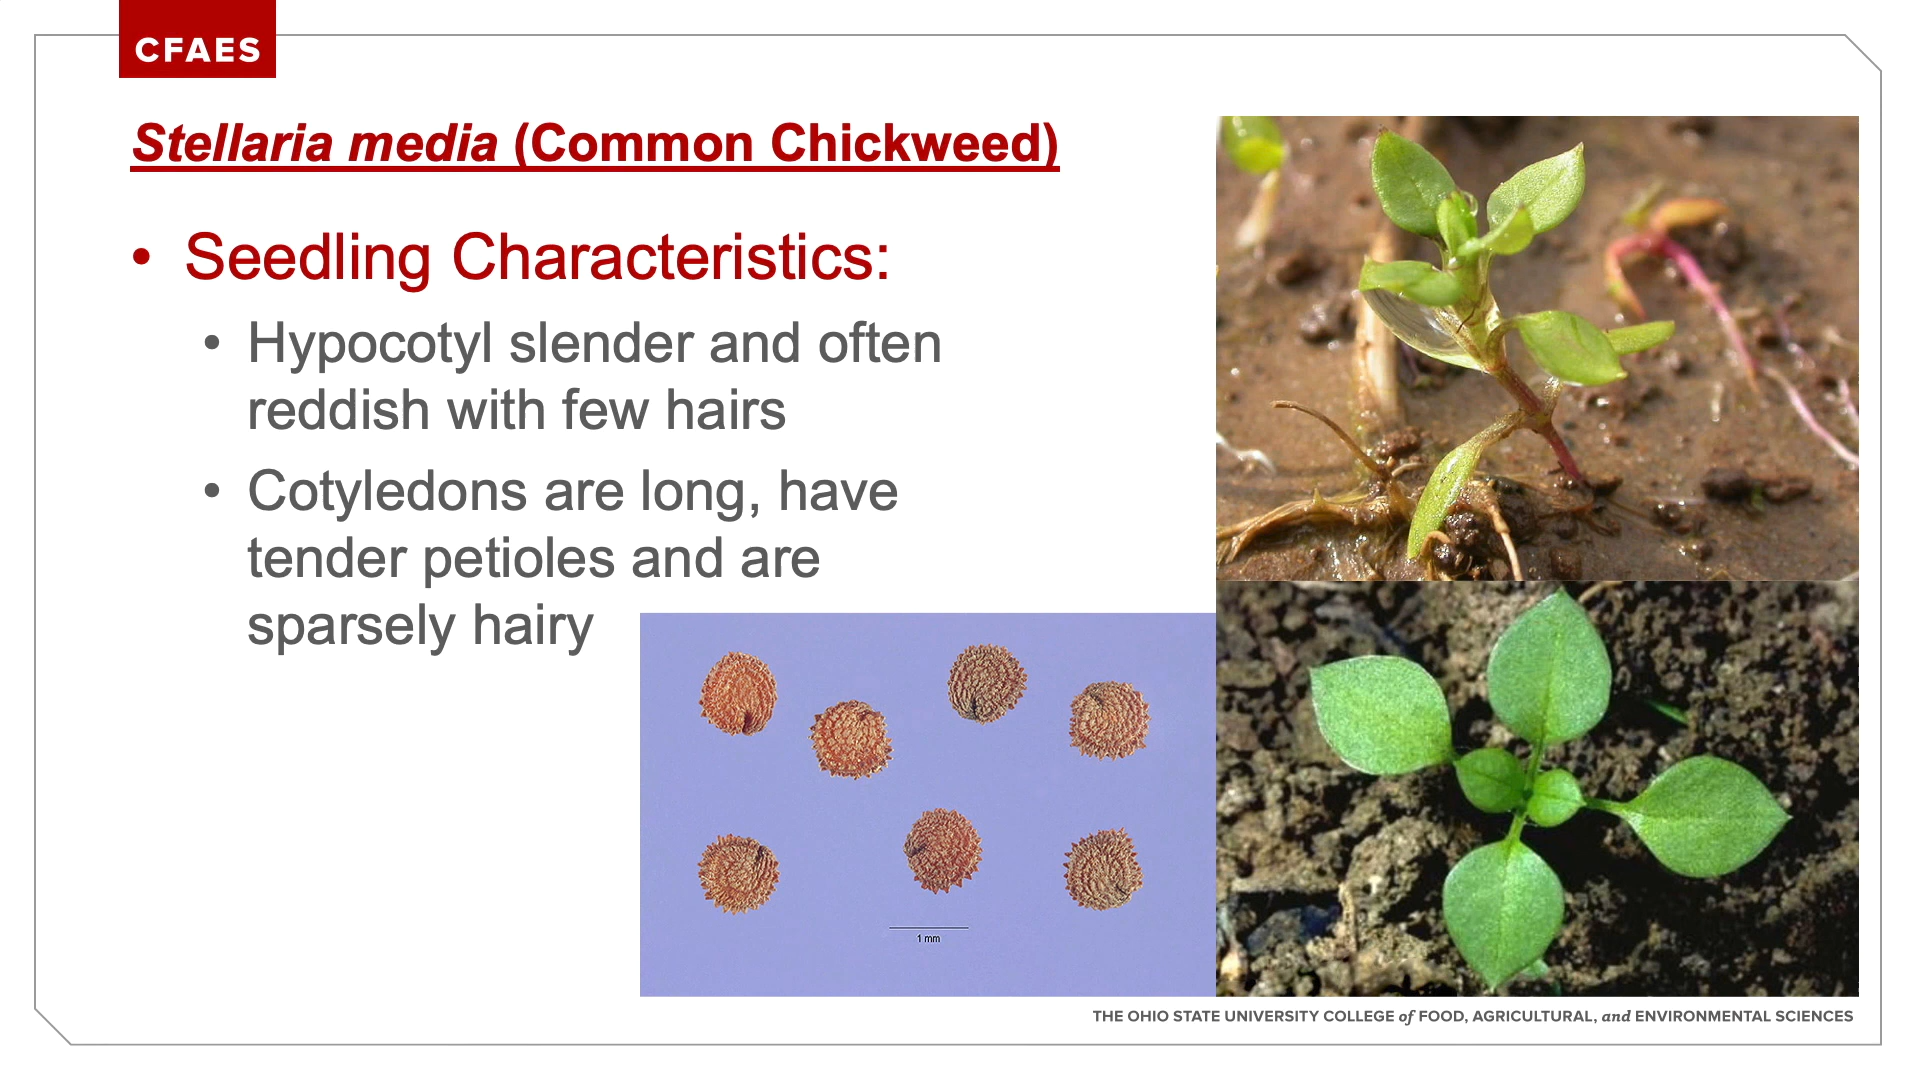 CFAES
Stellaria media (Common Chickweed)
• Seedling Characteristics:
• Hypocotyl slender and often
reddish with few hairs
• Cotyledons are long, have
tender petioles and are
sparsely hairy
1 mm
THE OHIO STATE UNIVERSITY COLLEGE of FOOD, AGRICULTURAL, and ENVIRONMENTAL SCIENCES